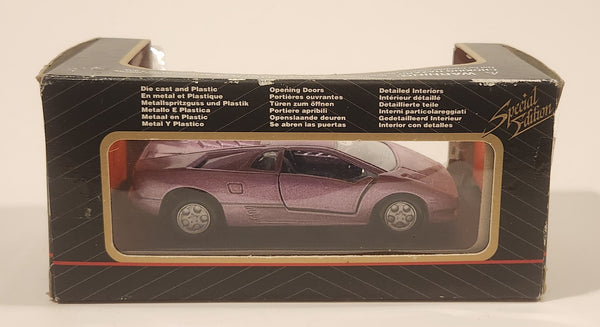 WARNING
Die cast and Plastic
En metal et Plastique
Metallspritzguss und Plastik
Metallo E Plastica
Metaal en Plastic
Metal Y Plastico
Opening Doors
Portières ouvrantes
Türen zum öffnen
Portiere apribili
Openslaande deuren
Se abren las puertas
Detailed Interiors
Intérieur détaillé
Detaillierte teile
Interni particolareggiati
Gedetailleerd Interieur
Interior con detalles
Special
Edition